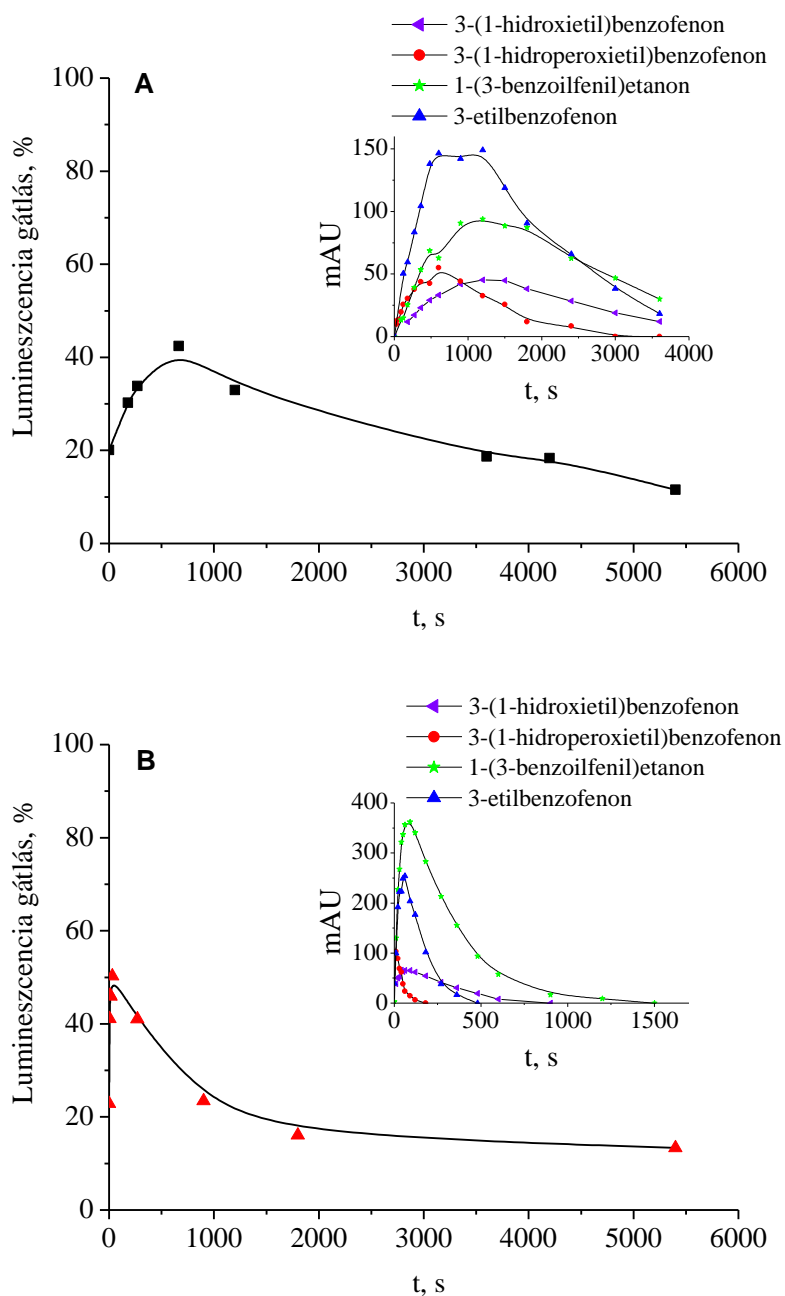 3-(1-hidroxietil)benzofenon
3-(1-hidroperoxietil)benzofenon
1-(3-benzoilfenil)etanon
3-etilbenzofenon
A
Lumineszcencia gátlás, %
100
80
60
40
20
0
0 1000 2000 3000 4000 5000 6000
t, s
mAU
150
100
50
0
0 1000 2000 3000 4000
t, s
3-(1-hidroxietil)benzofenon
3-(1-hidroperoxietil)benzofenon
1-(3-benzoilfenil)etanon
3-etilbenzofenon
B
Lumineszcencia gátlás, %
100
80
60
40
20
0
0 1000 2000 3000 4000 5000 6000
t, s
mAU
400
300
200
100
0
0 500 1000 1500
t, s